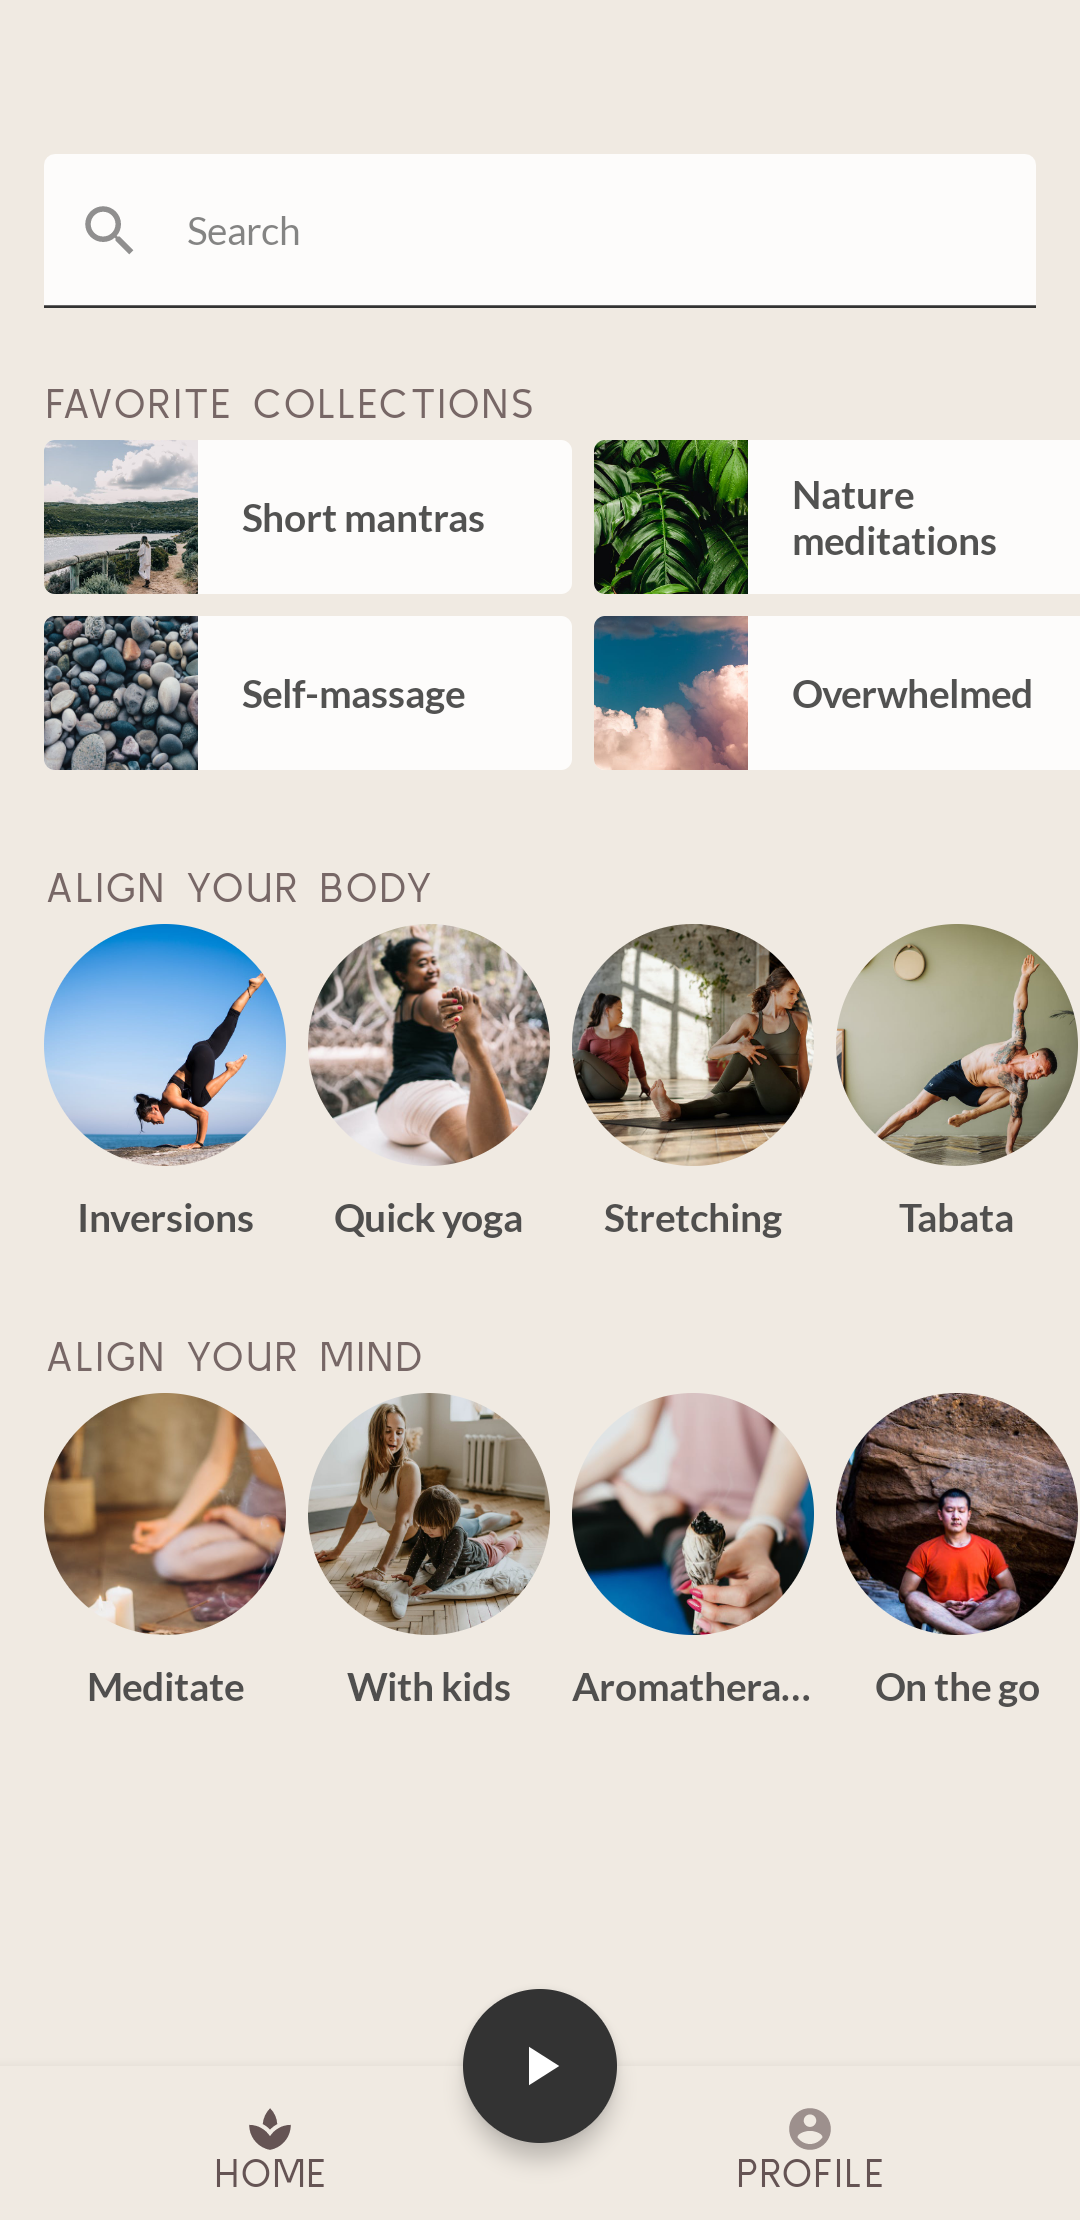 Search
FAVORITE COLLECTIONS
Short mantras
Nature
meditations
Self-massage
Overwhelmed
ALIGN YOUR BODY
Inversions
Quick yoga
Stretching
Tabata
ALIGN YOUR MIND
Meditate
With kids
Aromathera...
On the go
HOME
PROFILE